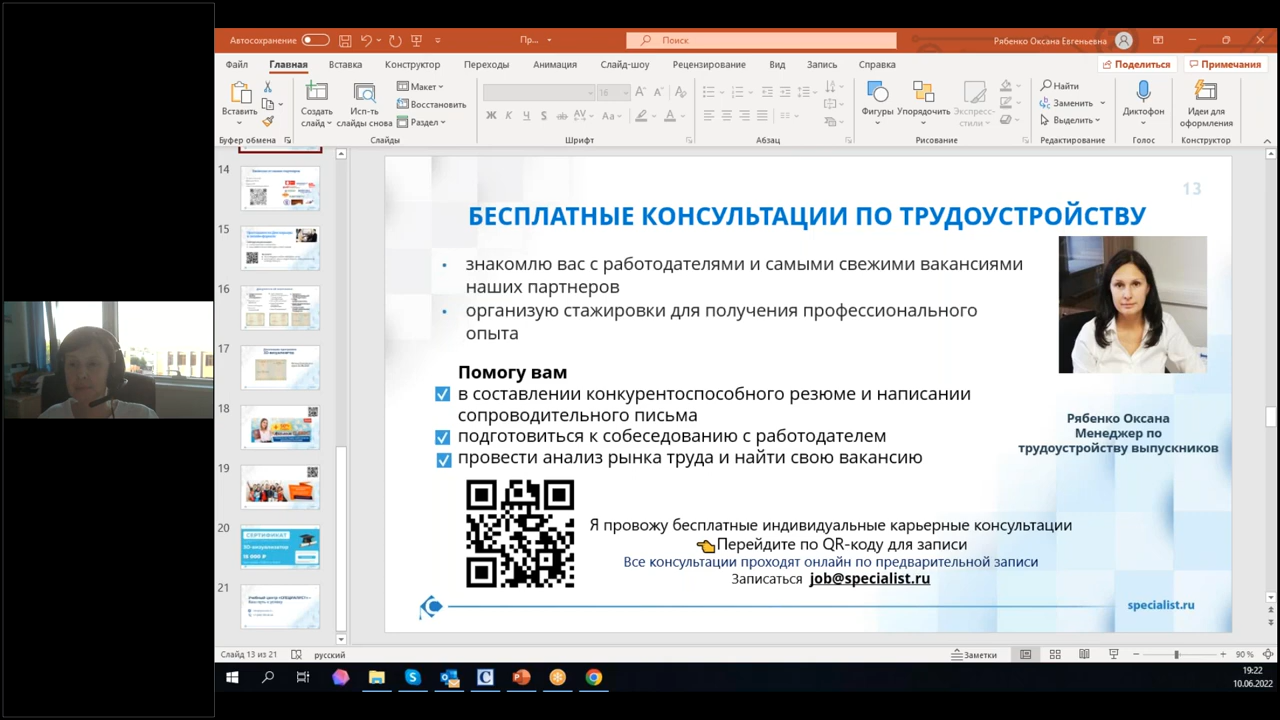 Автосохранение
Пр...
Поиск
Рябенко Оксана Евгеньевна
Файл Главная Вставка Конструктор Переходы Анимация Слайд-шоу Рецензирование Вид Запись Справка Поделиться Примечания
Вставить
Создать слайд
Исп-ть слайды снова
Макет
Восстановить
Раздел
16
Ж К Ч S ab AV Aa А
Фигуры
Упорядочить
Экспресс-стили
Найти
Заменить
Выделить
Диктофон
Идеи для оформления
Буфер обмена Слайды Шрифт Абзац Рисование Редактирование Голос Конструктор
14
15
16
17
18
19
20
СЕРТИФИКАТ
21
13
БЕСПЛАТНЫЕ КОНСУЛЬТАЦИИ ПО ТРУДОУСТРОЙСТВУ
• знакомлю вас с работодателями и самыми свежими вакансиями
наших партнеров
• организую стажировки для получения профессионального
опыта
Помогу вам
в составлении конкурентоспособного резюме и написании
сопроводительного письма
подготовиться к собеседованию с работодателем
провести анализ рынка труда и найти свою вакансию
Рябенко Оксана
Менеджер по
трудоустройству выпускников
Я провожу бесплатные индивидуальные карьерные консультации
Перейдите по QR-коду для записи
Все консультации проходят онлайн по предварительной записи
Записаться job@specialist.ru
specialist.ru
Слайд 13 из 21 русский Заметки 90 %
19:22
10.06.2022